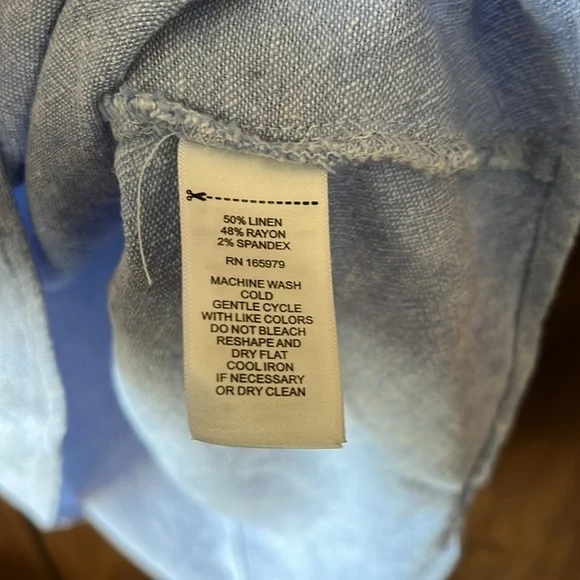 50% LINEN
48% RAYON
2% SPANDEX
RN 165979
MACHINE WASH
COLD
GENTLE CYCLE
WITH LIKE COLORS
DO NOT BLEACH
RESHAPE AND
DRY FLAT
COOL IRON
IF NECESSARY
OR DRY CLEAN